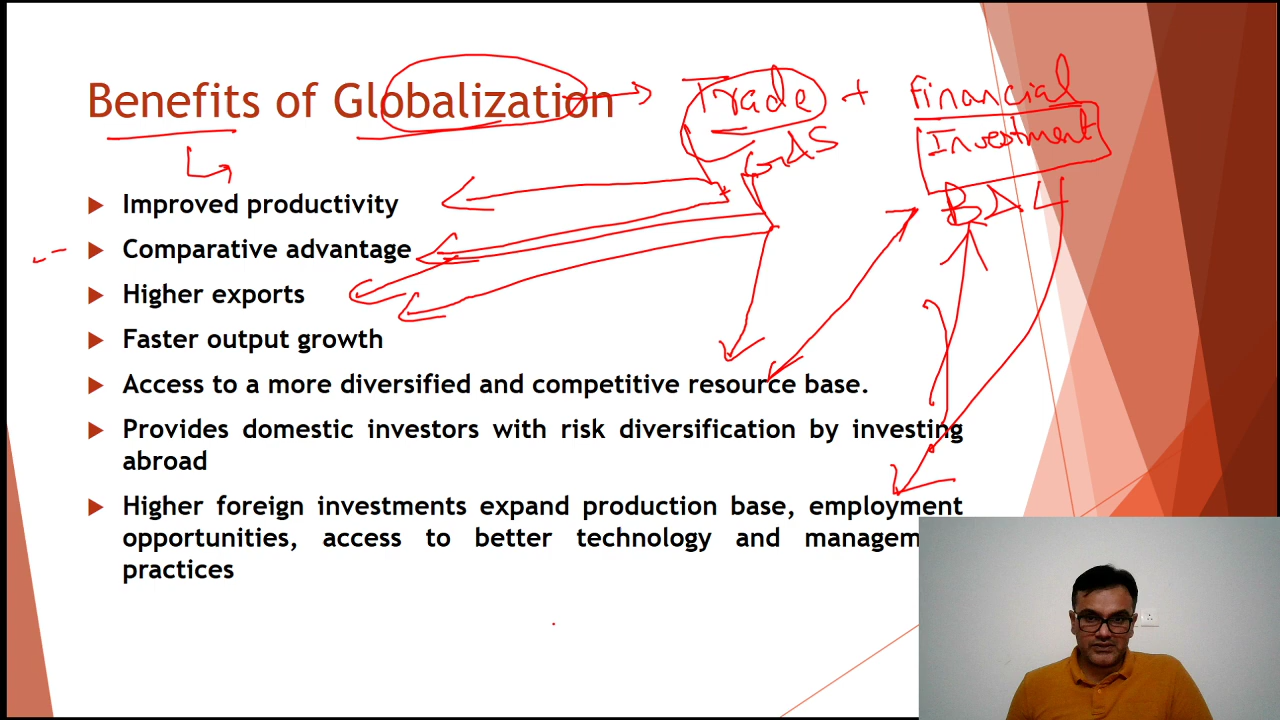 Benefits of Globalization
Trade + financial
Investment
Improved productivity
Comparative advantage
Higher exports
Faster output growth
Access to a more diversified and competitive resource base.
Provides domestic investors with risk diversification by investing
abroad
Higher foreign investments expand production base, employment
opportunities, access to better technology and managem
practices